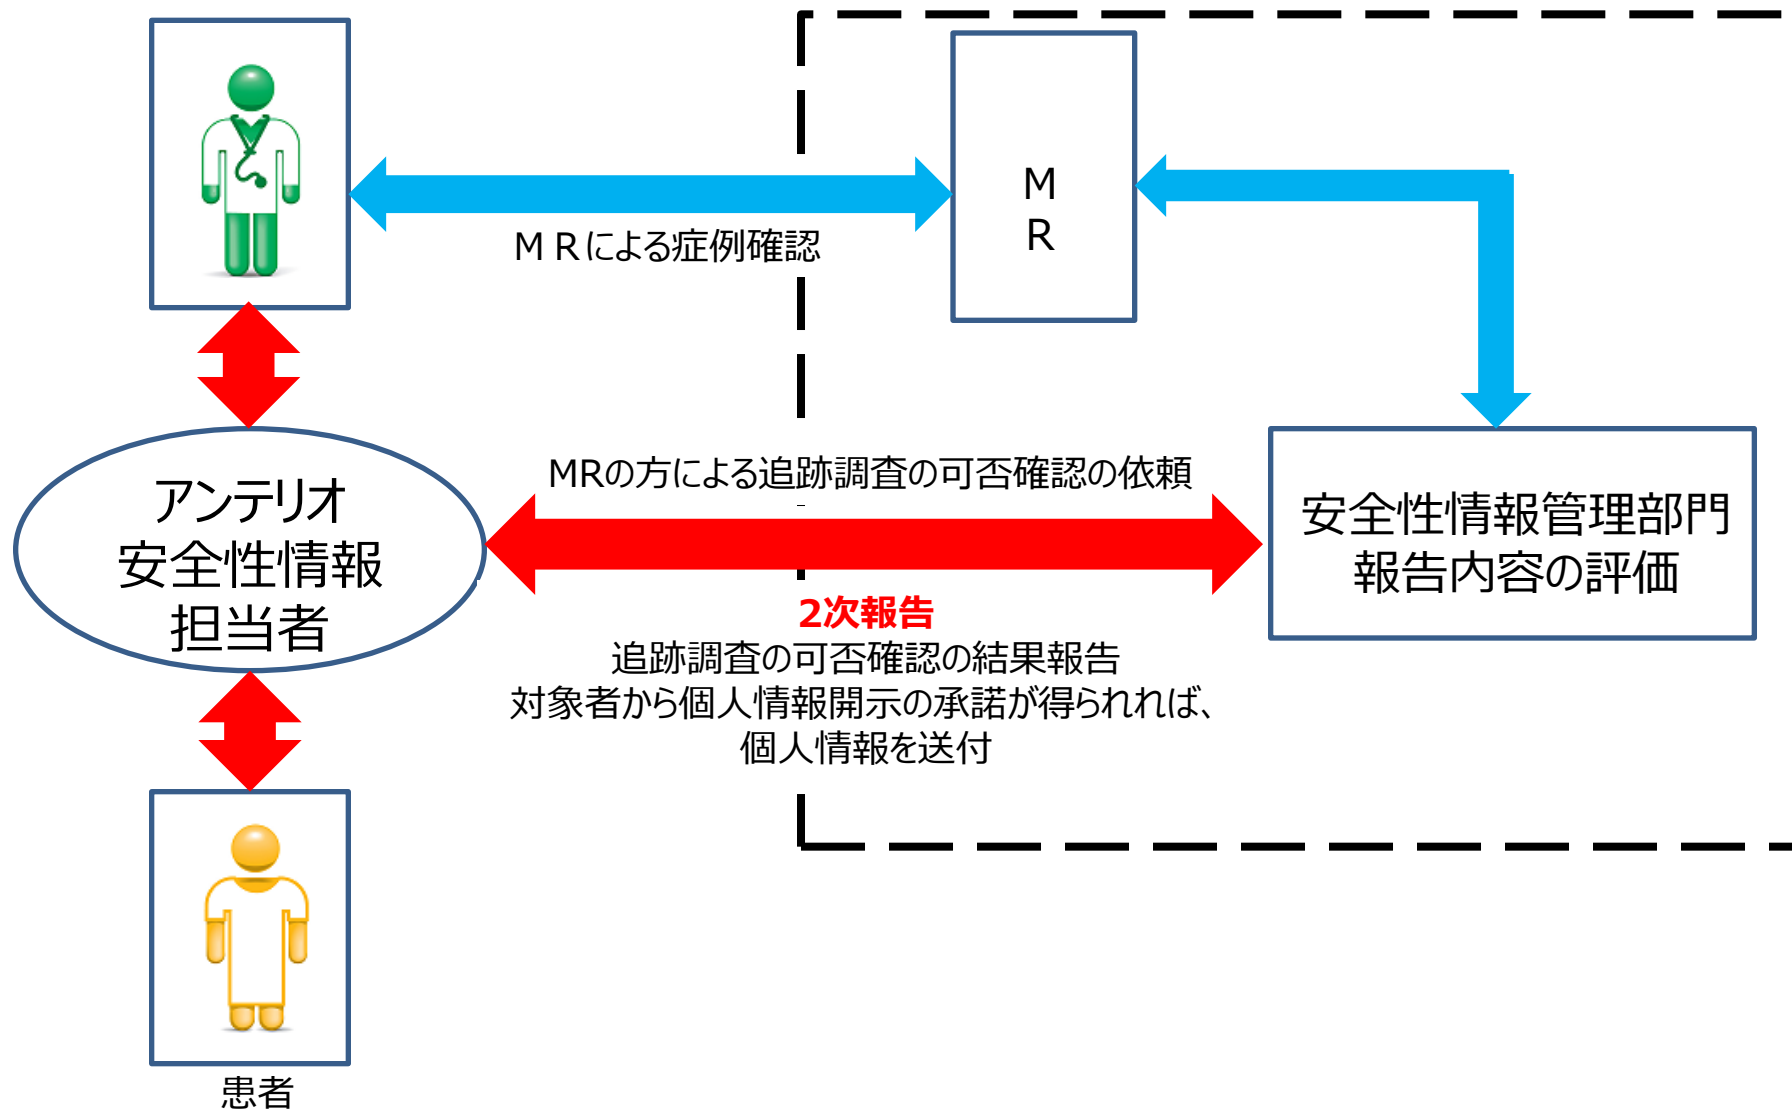 M
R
ＭＲによる症例確認
MRの方による追跡調査の可否確認の依頼
アンテリオ
安全性情報
担当者
安全性情報管理部門
報告内容の評価
2次報告
追跡調査の可否確認の結果報告
対象者から個人情報開示の承諾が得られれば、
個人情報を送付
患者